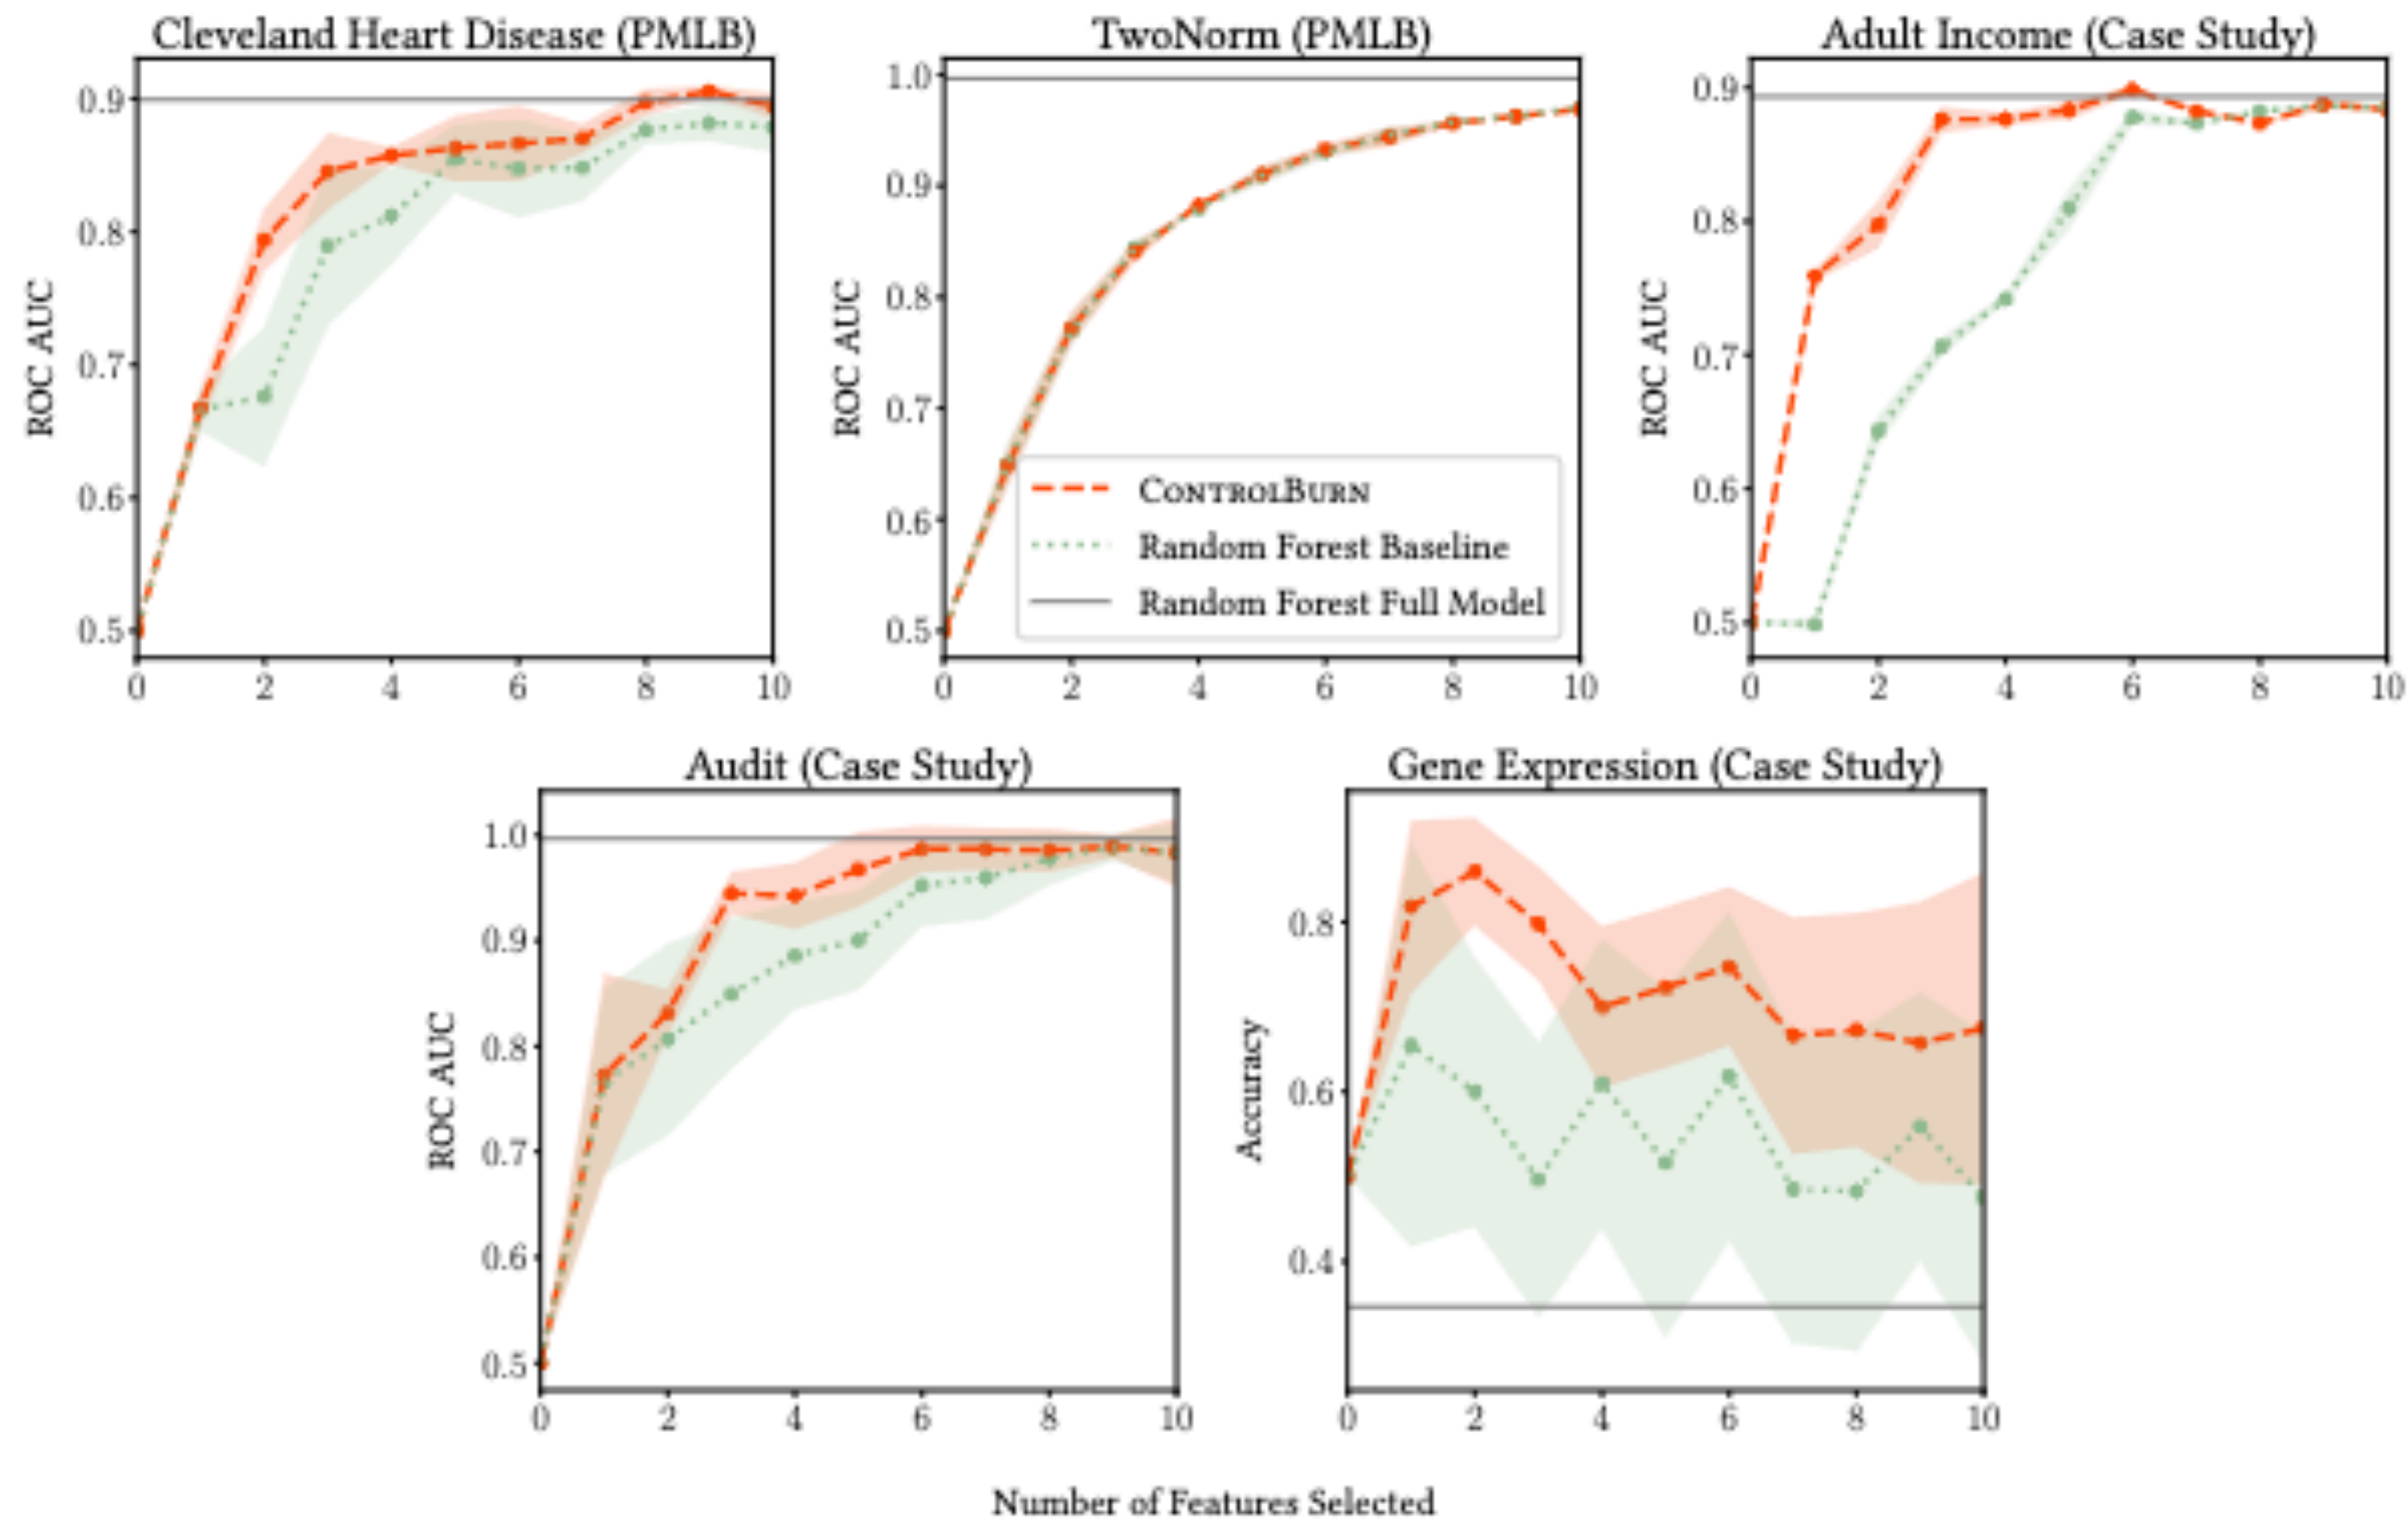 Cleveland Heart Disease (PMLB)
ROC AUC
0.9
0.8
0.7
0.6
0.5
0 2 4 6 8 10
TwoNorm (PMLB)
ROC AUC
1.0
0.9
0.8
0.7
0.6
0.5
0 2 4 6 8 10
ControlBurn
Random Forest Baseline
Random Forest Full Model
Adult Income (Case Study)
ROC AUC
0.9
0.8
0.7
0.6
0.5
0 2 4 6 8 10
Audit (Case Study)
ROC AUC
1.0
0.9
0.8
0.7
0.6
0.5
0 2 4 6 8 10
Gene Expression (Case Study)
Accuracy
0.8
0.6
0.4
0 2 4 6 8 10
Number of Features Selected